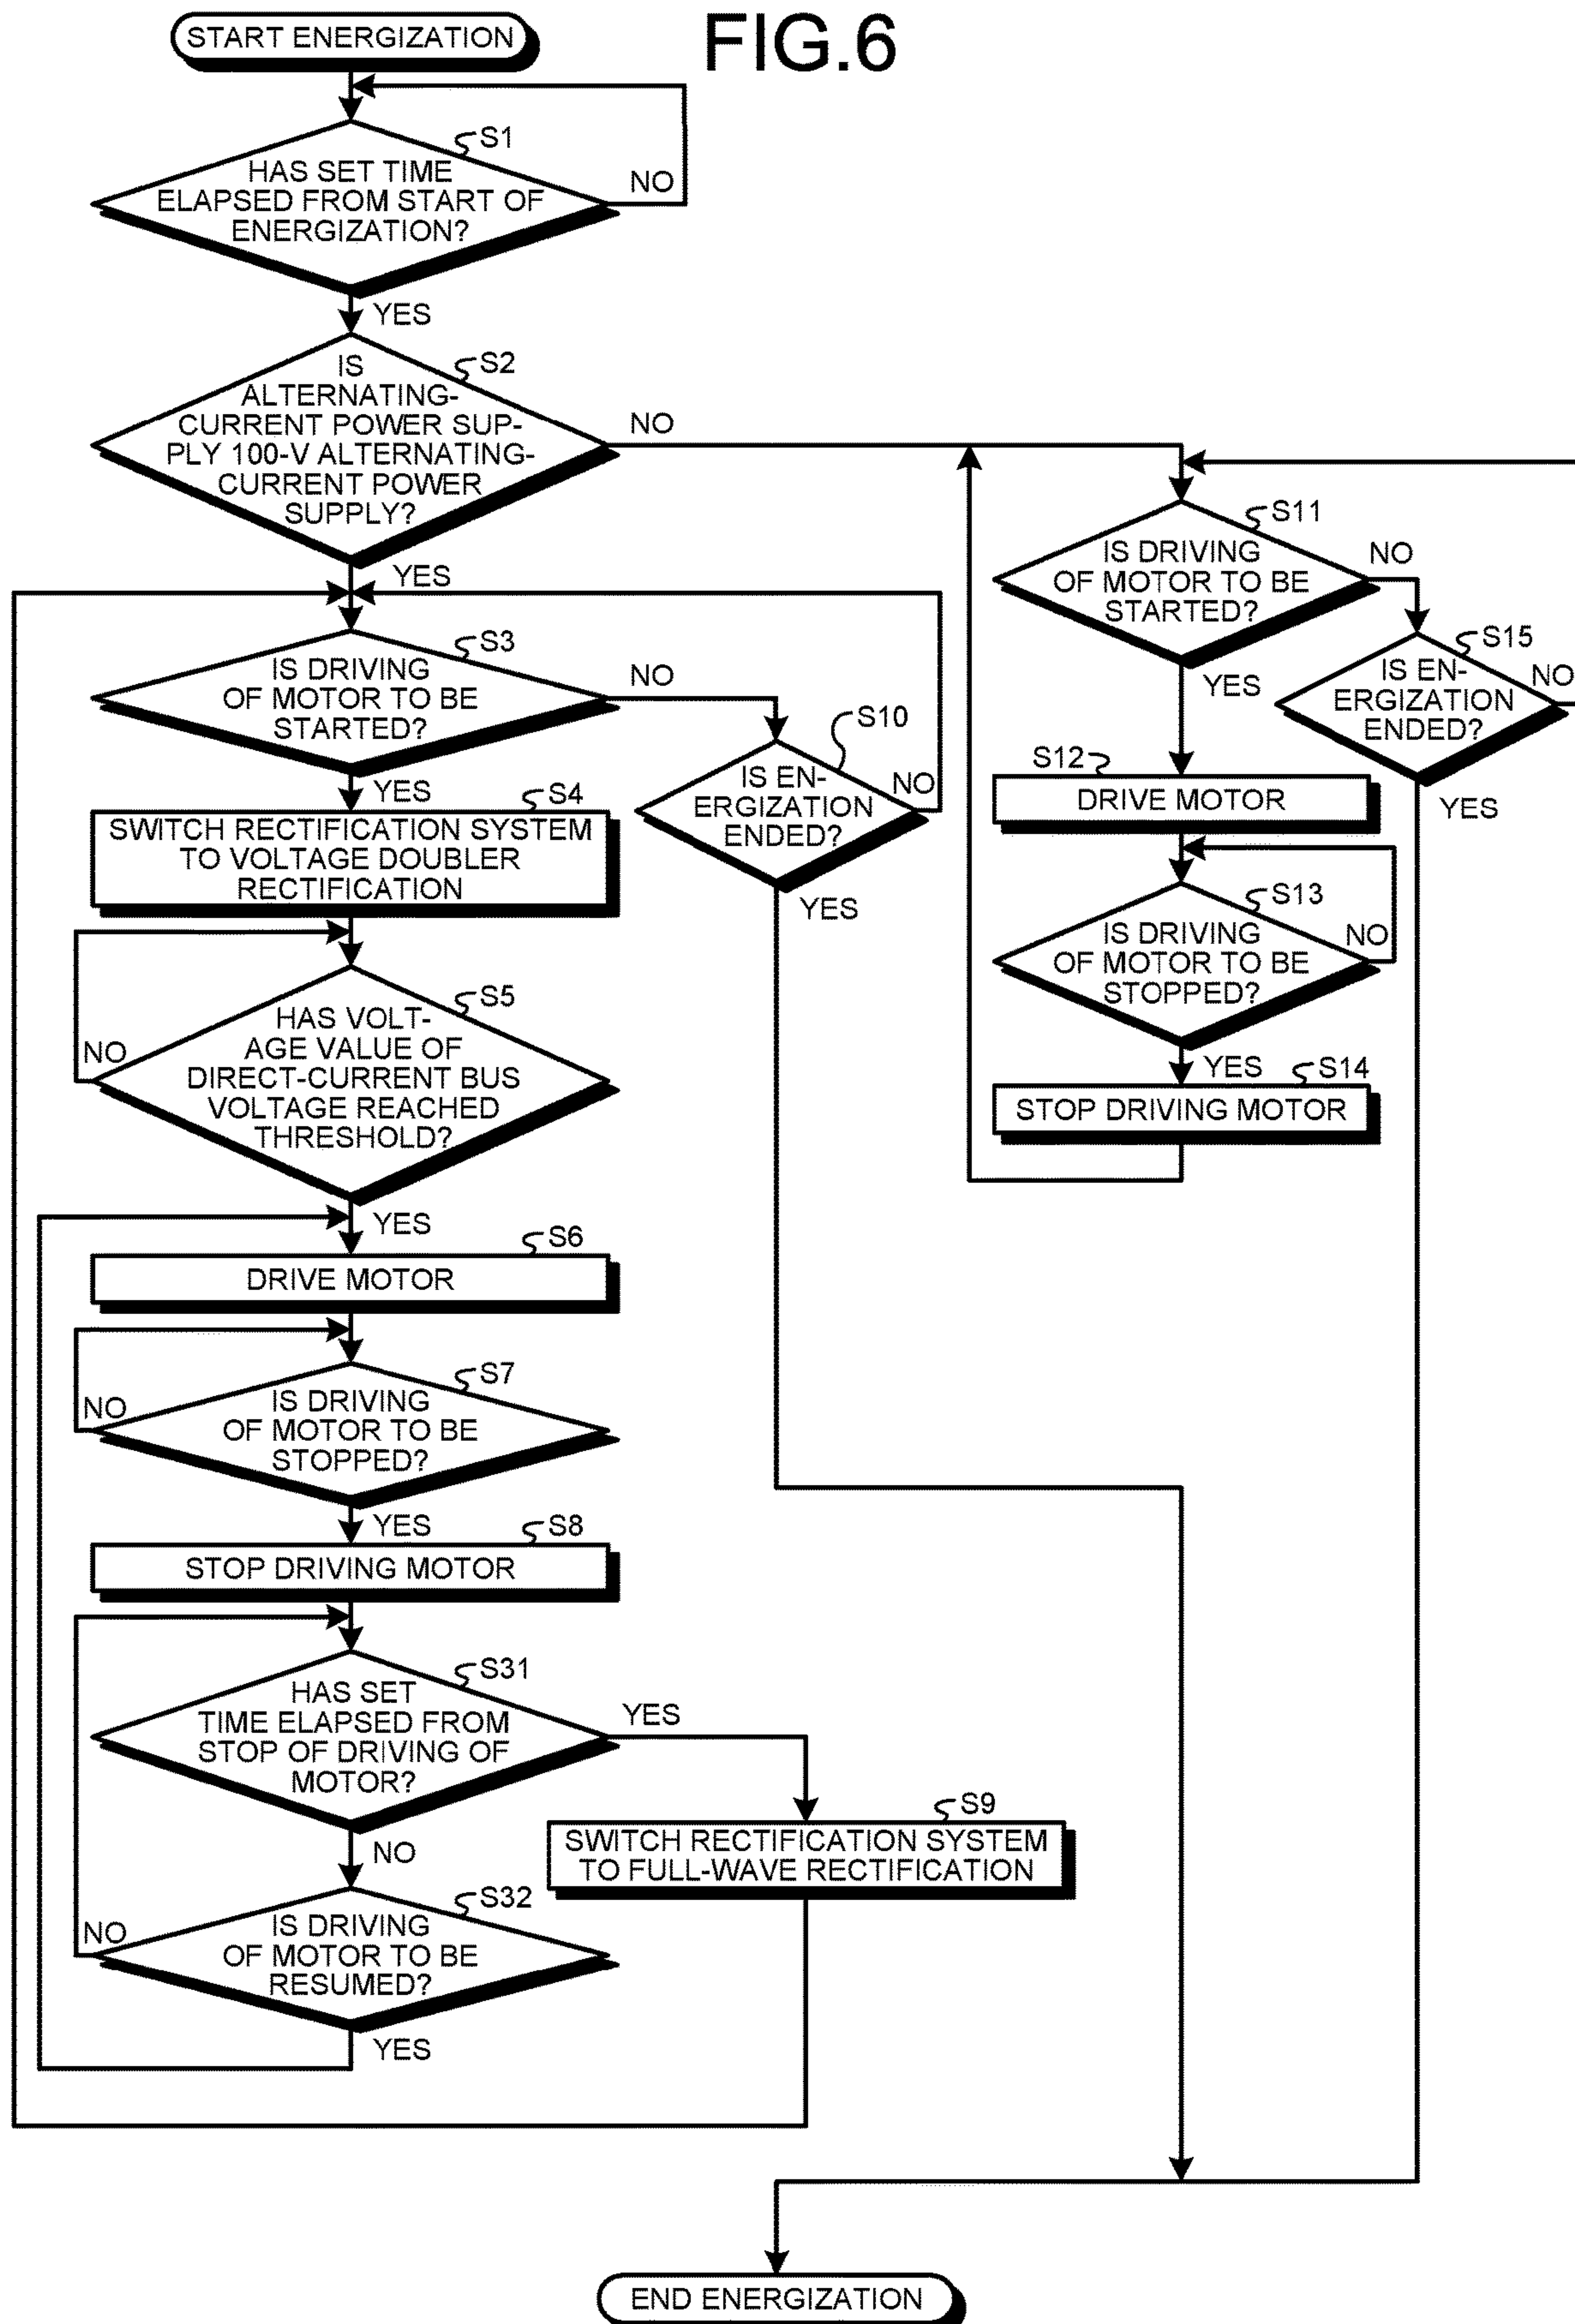 FIG.6
START ENERGIZATION
S1
HAS SET TIME
ELAPSED FROM START OF
ENERGIZATION?
NO
YES
S2
IS
ALTERNATING-
CURRENT POWER SUP-
PLY 100-V ALTERNATING-
CURRENT POWER
SUPPLY?
NO
YES
S3
IS DRIVING
OF MOTOR TO BE
STARTED?
NO
YES
S10
IS EN-
ERGIZATION
ENDED?
NO
YES
S4
SWITCH RECTIFICATION SYSTEM
TO VOLTAGE DOUBLER
RECTIFICATION
S5
HAS VOLT-
AGE VALUE OF
DIRECT-CURRENT BUS
VOLTAGE REACHED
THRESHOLD?
NO
YES
S6
DRIVE MOTOR
S7
IS DRIVING
OF MOTOR TO BE
STOPPED?
NO
YES
S8
STOP DRIVING MOTOR
S31
HAS SET
TIME ELAPSED FROM
STOP OF DRIVING OF
MOTOR?
YES
NO
S9
SWITCH RECTIFICATION SYSTEM
TO FULL-WAVE RECTIFICATION
S32
IS DRIVING
OF MOTOR TO BE
RESUMED?
NO
YES
S11
IS DRIVING
OF MOTOR TO BE
STARTED?
NO
YES
S15
IS EN-
ERGIZATION
ENDED?
NO
YES
S12
DRIVE MOTOR
S13
IS DRIVING
OF MOTOR TO BE
STOPPED?
NO
YES
S14
STOP DRIVING MOTOR
END ENERGIZATION